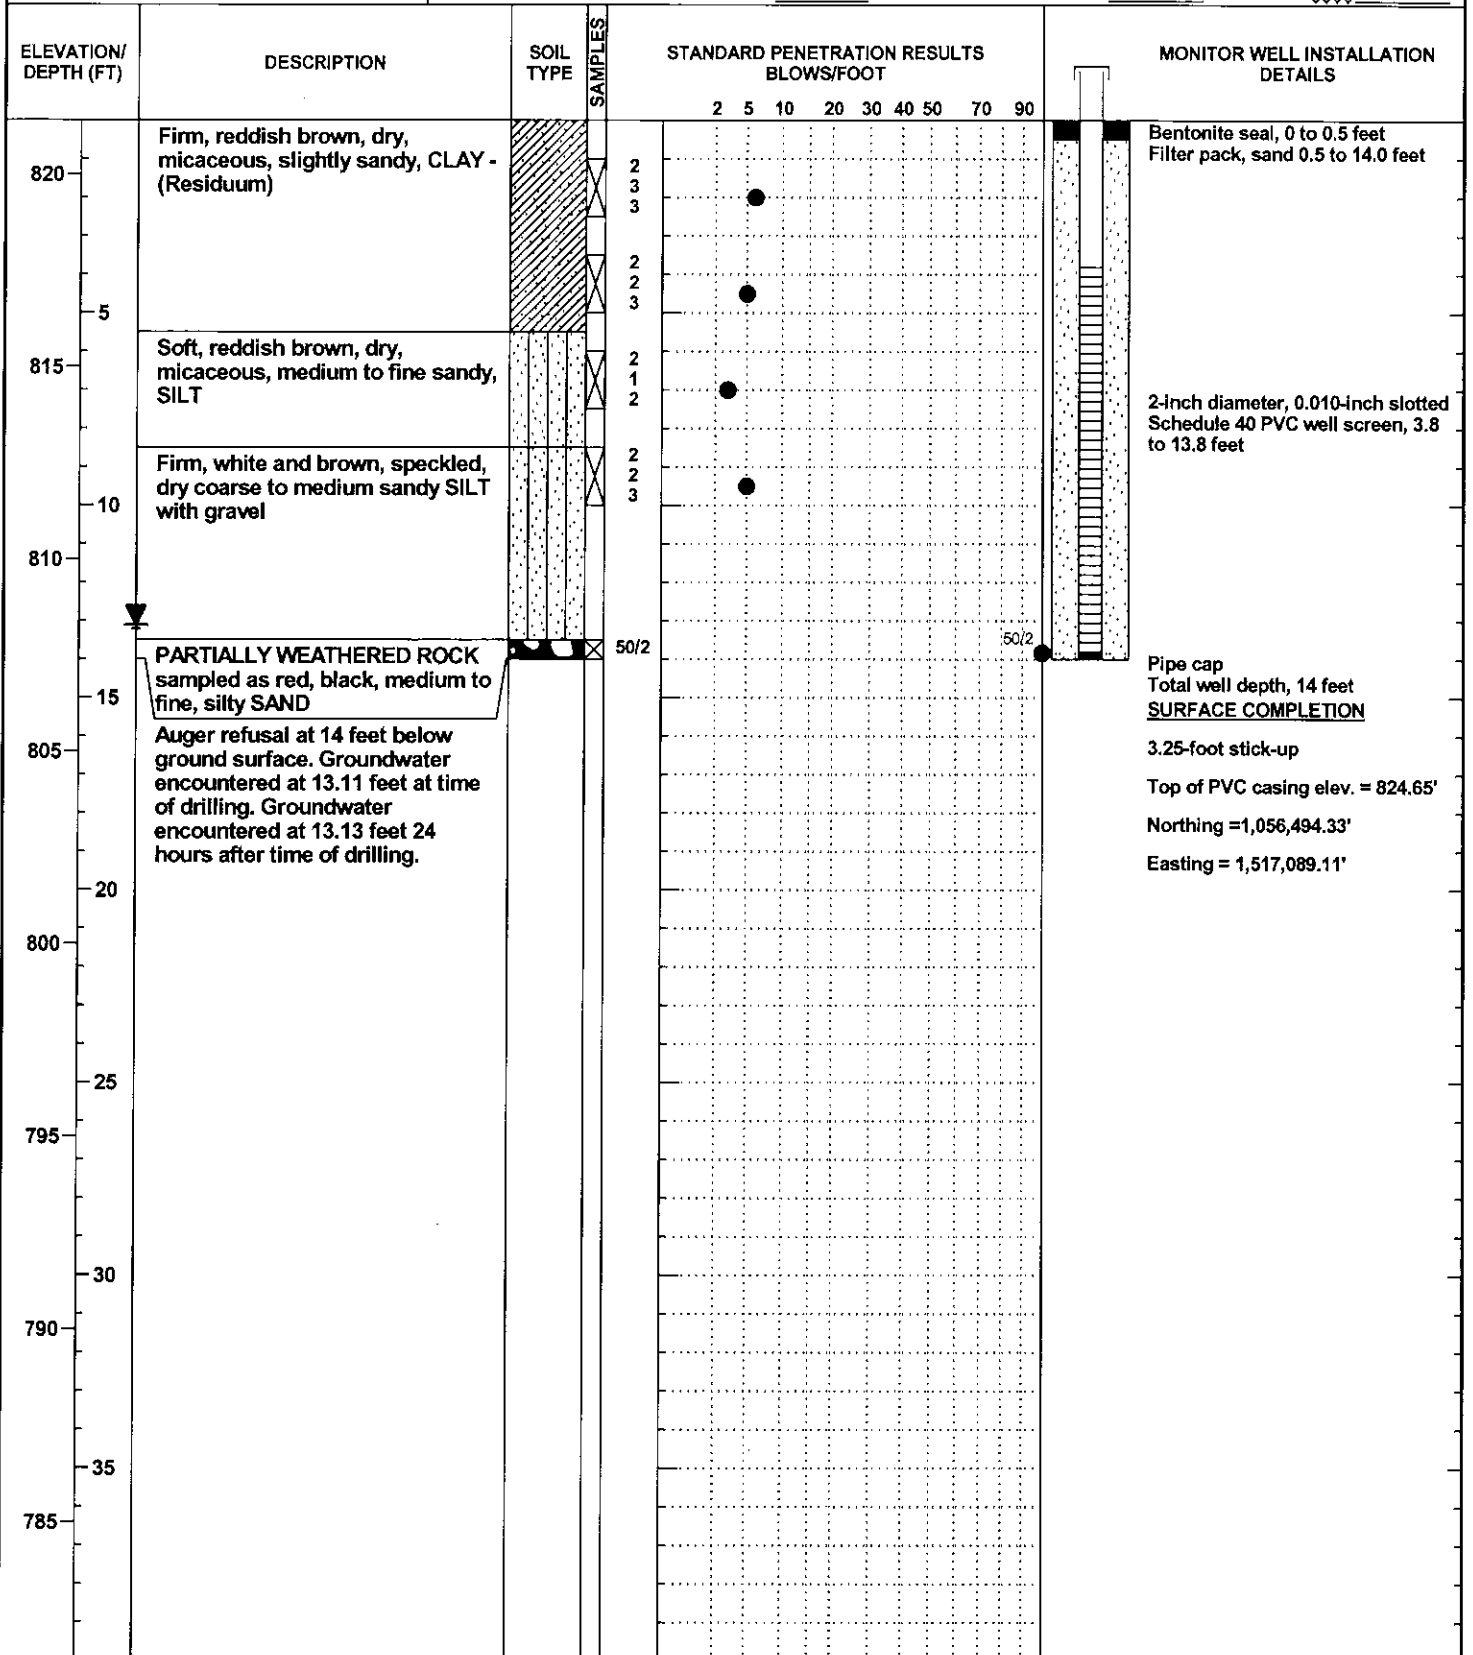 ELEVATION/
DEPTH (FT)
DESCRIPTION
SOIL
TYPE
SAMPLES
STANDARD PENETRATION RESULTS
BLOWS/FOOT
2 5 10 20 30 40 50 70 90
MONITOR WELL INSTALLATION
DETAILS
Firm, reddish brown, dry,
micaceous, slightly sandy, CLAY -
(Residuum)
2
3
3
2
2
3
Soft, reddish brown, dry,
micaceous, medium to fine sandy,
SILT
2
1
2
Firm, white and brown, speckled,
dry coarse to medium sandy SILT
with gravel
2
2
3
PARTIALLY WEATHERED ROCK
sampled as red, black, medium to
fine, silty SAND
50/2
50/2
Auger refusal at 14 feet below
ground surface. Groundwater
encountered at 13.11 feet at time
of drilling. Groundwater
encountered at 13.13 feet 24
hours after time of drilling.
820
5
815
10
810
15
805
20
800
25
795
30
790
35
785
Bentonite seal, 0 to 0.5 feet
Filter pack, sand 0.5 to 14.0 feet
2-inch diameter, 0.010-inch slotted
Schedule 40 PVC well screen, 3.8
to 13.8 feet
Pipe cap
Total well depth, 14 feet
SURFACE COMPLETION
3.25-foot stick-up
Top of PVC casing elev. = 824.65'
Northing =1,056,494.33'
Easting = 1,517,089.11'